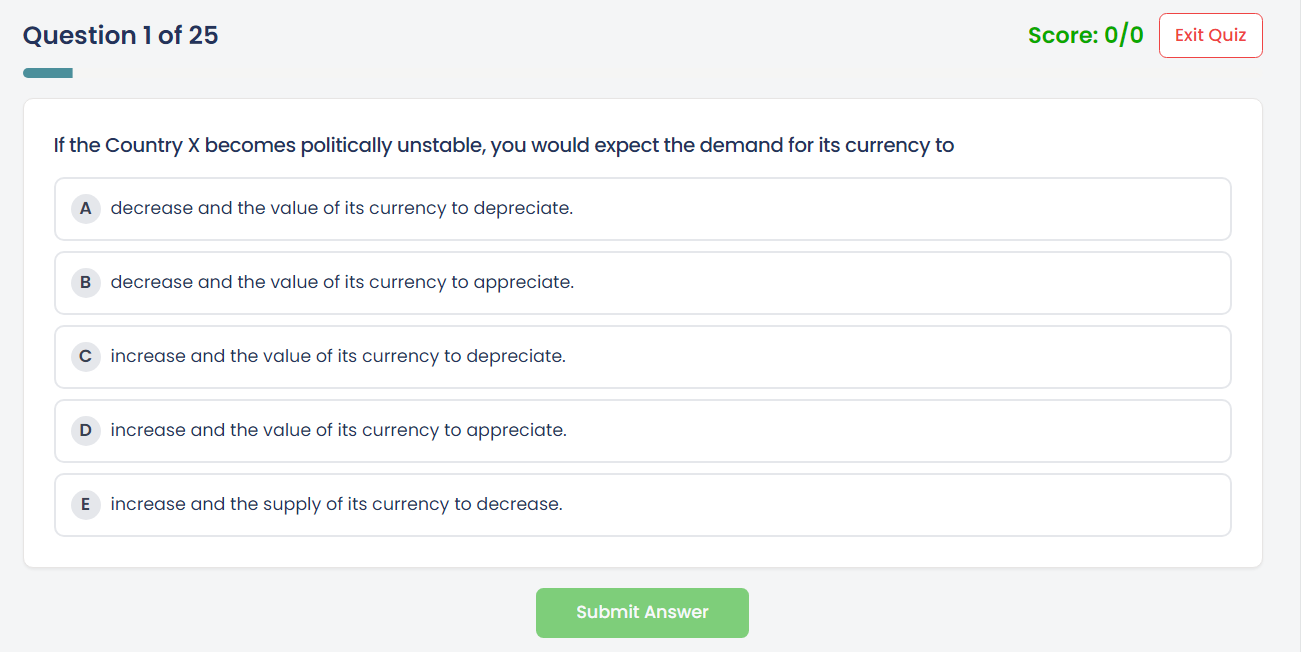 Question 1 of 25
Score: 0/0
Exit Quiz
If the Country X becomes politically unstable, you would expect the demand for its currency to
A decrease and the value of its currency to depreciate.
B decrease and the value of its currency to appreciate.
C increase and the value of its currency to depreciate.
D increase and the value of its currency to appreciate.
E increase and the supply of its currency to decrease.
Submit Answer